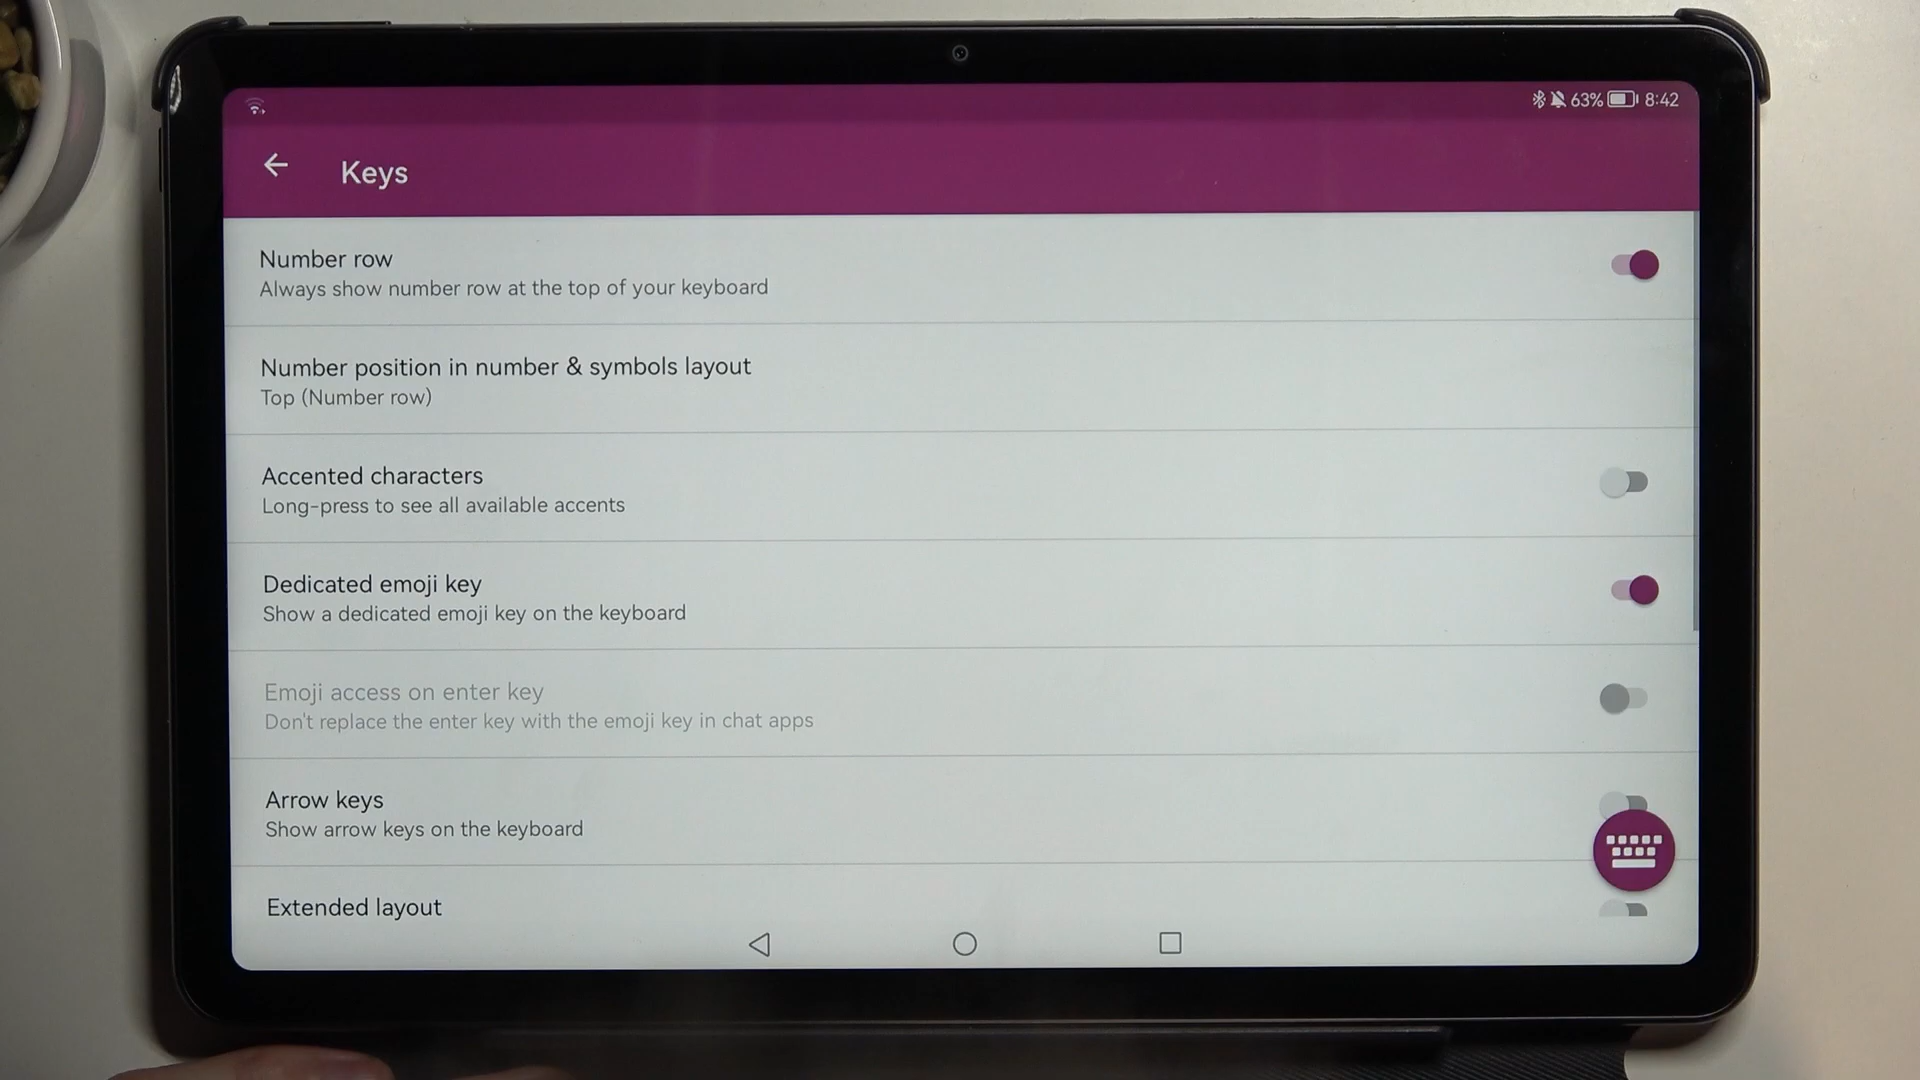 63% 8:42
Keys
Number row
Always show number row at the top of your keyboard
Number position in number & symbols layout
Top (Number row)
Accented characters
Long-press to see all available accents
Dedicated emoji key
Show a dedicated emoji key on the keyboard
Emoji access on enter key
Don't replace the enter key with the emoji key in chat apps
Arrow keys
Show arrow keys on the keyboard
Extended layout